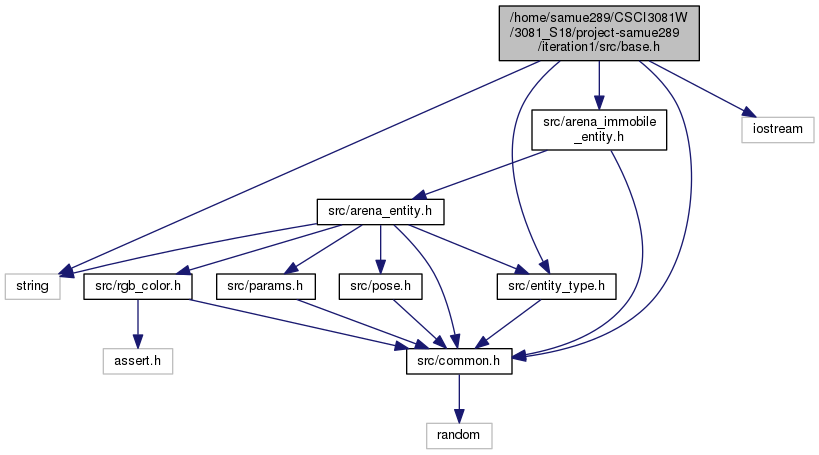 /home/samue289/CSCI3081W
/3081_S18/project-samue289
/iteration1/src/base.h
src/arena_immobile
_entity.h
iostream
src/arena_entity.h
string
src/rgb_color.h
src/params.h
src/pose.h
src/entity_type.h
assert.h
src/common.h
random